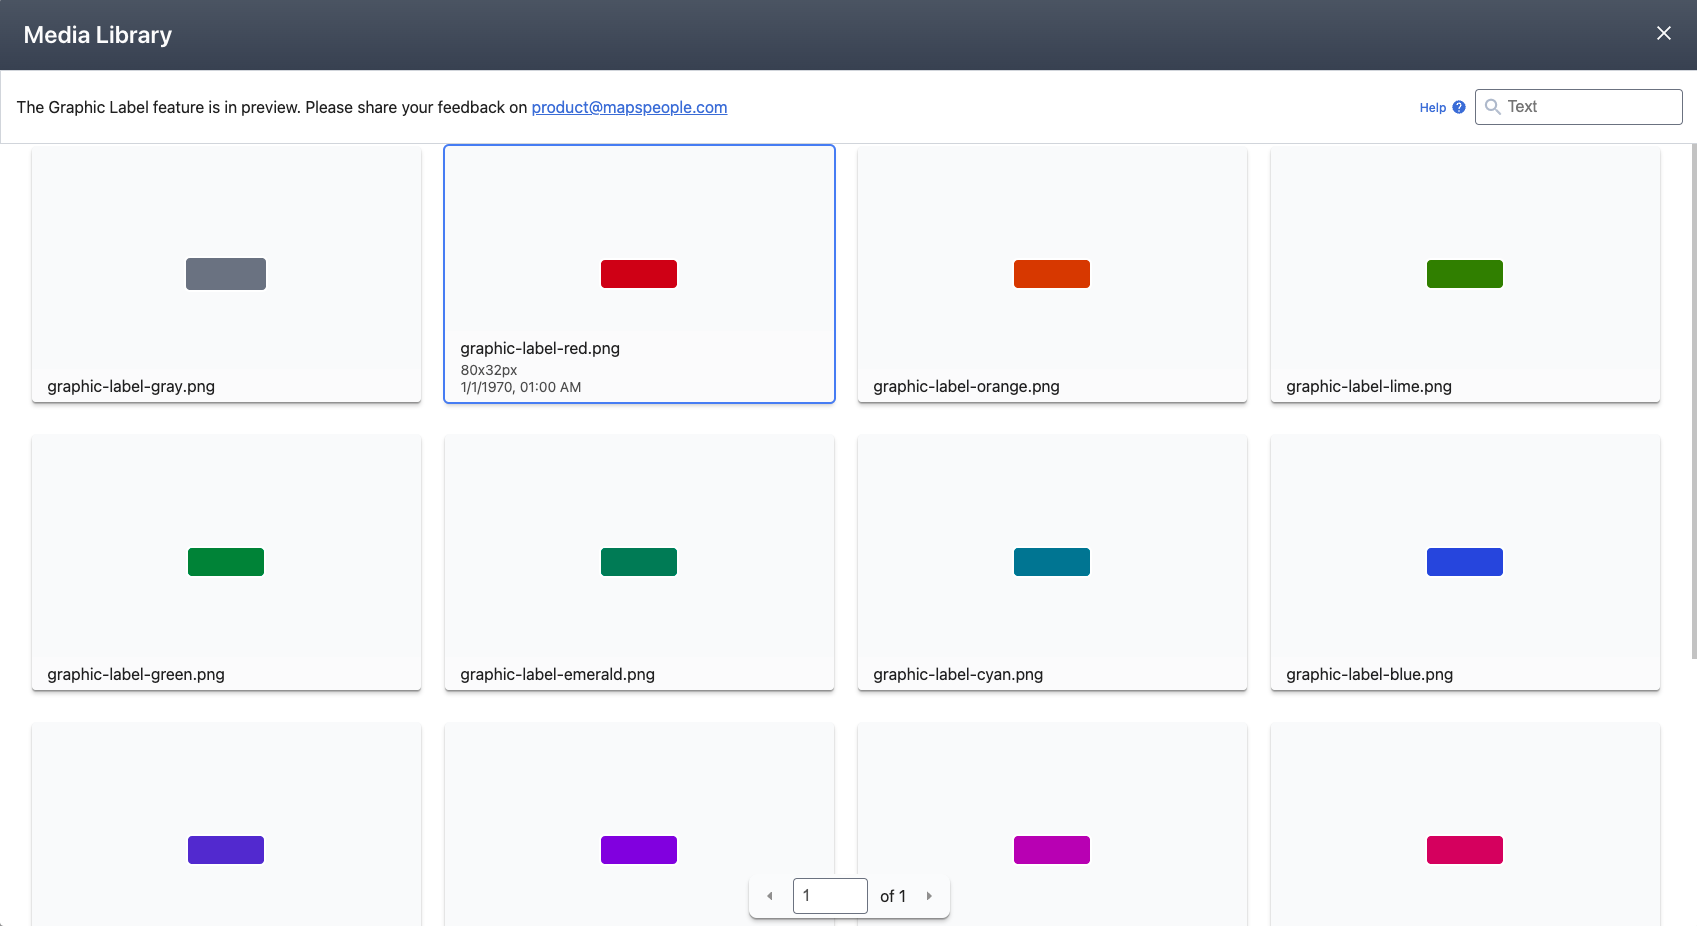 Media Library
The Graphic Label feature is in preview. Please share your feedback on product@mapspeople.com
Help ?
Text
graphic-label-gray.png
graphic-label-red.png
80x32px
1/1/1970, 01:00 AM
graphic-label-orange.png
graphic-label-lime.png
graphic-label-green.png
graphic-label-emerald.png
graphic-label-cyan.png
graphic-label-blue.png
1 of 1